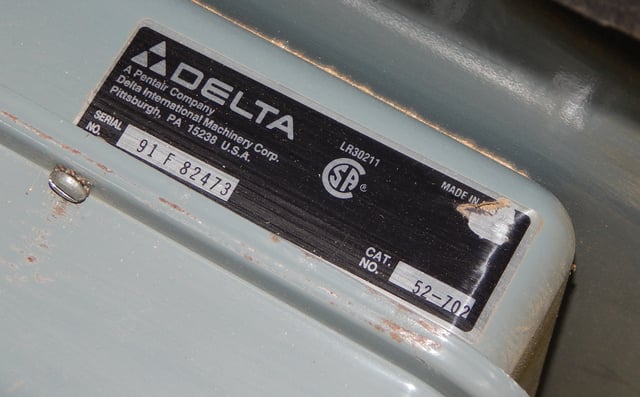 DELTA
A Pentair Company
Delta International Machinery Corp.
Pittsburgh, PA 15238 U.S.A.
SERIAL NO. 91 F 82473
LR30211
SA ®
MADE IN
CAT. NO. 52-702